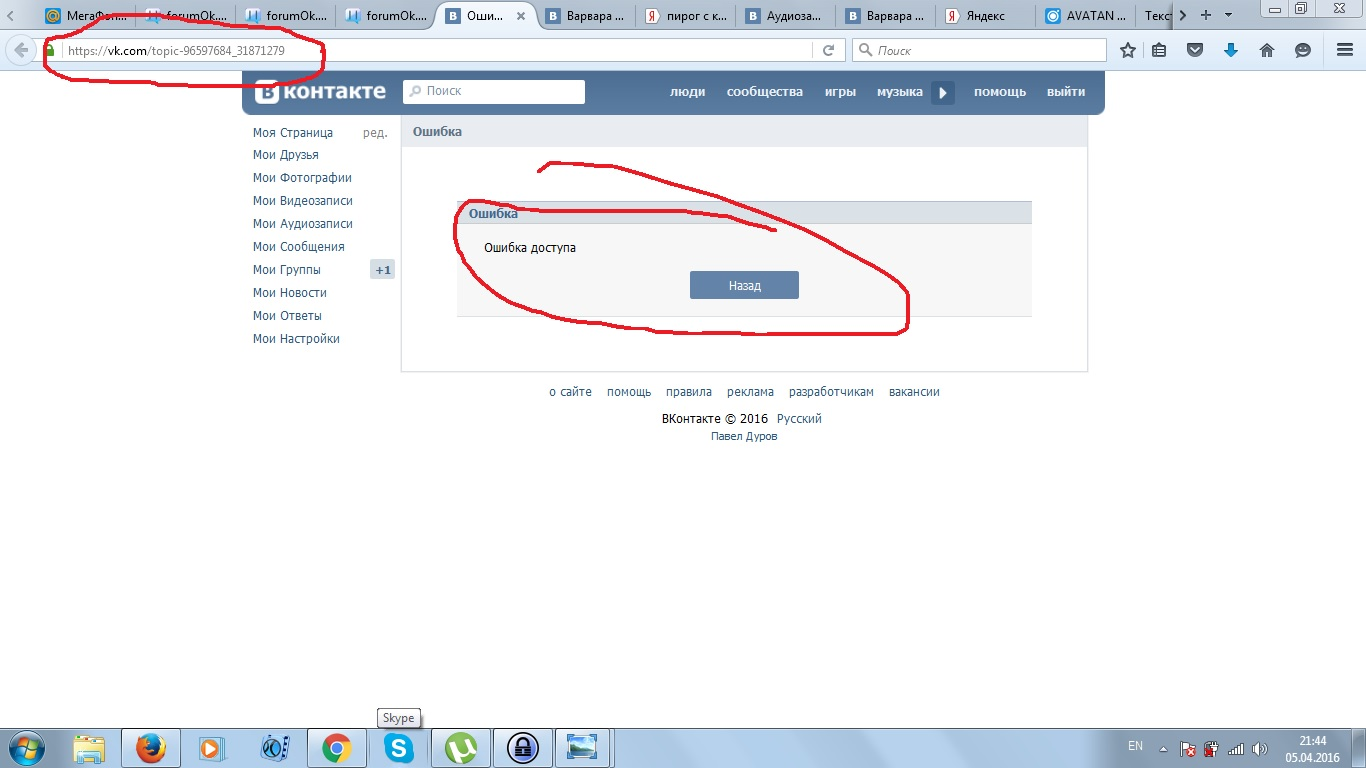 МегаФон...
forumOk...
forumOk...
forumOk...
Оши...
Варвара ...
пирог с к...
Аудиоза...
Варвара ...
Яндекс
AVATAN ...
Текст
https://vk.com/topic-96597684_31871279
Поиск
В контакте
Поиск
люди
сообщества
игры
музыка
помощь
выйти
Моя Страница
ред.
Мои Друзья
Мои Фотографии
Мои Видеозаписи
Мои Аудиозаписи
Мои Сообщения
Мои Группы
+1
Мои Новости
Мои Ответы
Мои Настройки
Ошибка
Ошибка
Ошибка доступа
Назад
о сайте помощь правила реклама разработчикам вакансии
ВКонтакте © 2016 Русский
Павел Дуров
Skype
EN
21:44
05.04.2016